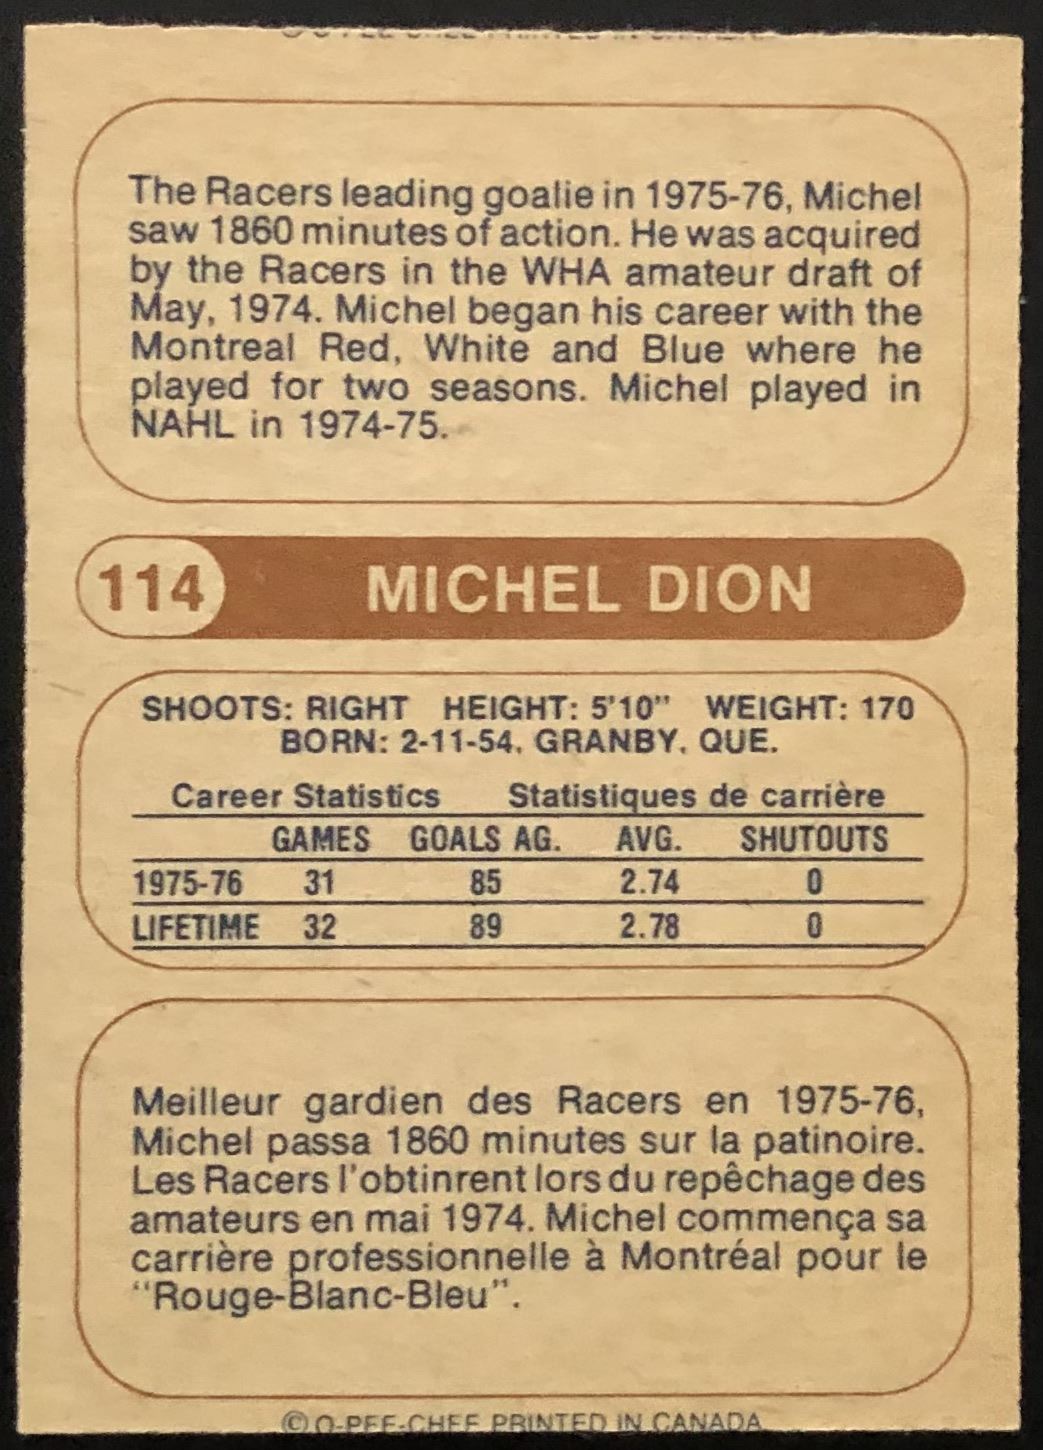 The Racers leading goalie in 1975-76, Michel
saw 1860 minutes of action. He was acquired
by the Racers in the WHA amateur draft of
May, 1974. Michel began his career with the
Montreal Red, White and Blue where he
played for two seasons. Michel played in
NAHL in 1974-75.
114 MICHEL DION
SHOOTS: RIGHT HEIGHT: 5'10" WEIGHT: 170
BORN: 2-11-54, GRANBY, QUE.
Career Statistics Statistiques de carrière
GAMES GOALS AG. AVG. SHUTOUTS
1975-76 31 85 2.74 0
LIFETIME 32 89 2.78 0
Meilleur gardien des Racers en 1975-76,
Michel passa 1860 minutes sur la patinoire.
Les Racers l'obtinrent lors du repêchage des
amateurs en mai 1974. Michel commença sa
carrière professionnelle à Montréal pour le
"Rouge-Blanc-Bleu".
© O-PEE-CHEE PRINTED IN CANADA